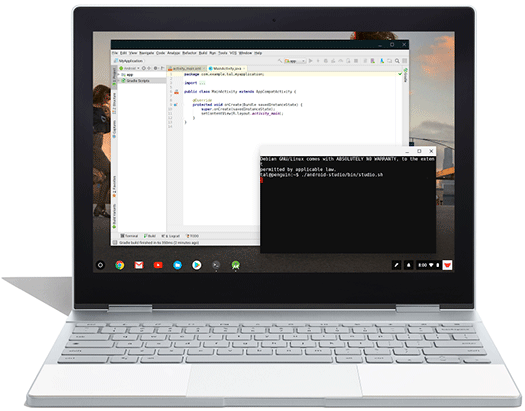 File Edit View Navigate Code Analyze Refactor Build Run Tools VCS Window Help
MyApplication
Android
activity_main.xml
MainActivity.java
app
Gradle Scripts
package com.example.tal.myapplication;
import ...
public class MainActivity extends AppCompatActivity {
@Override
protected void onCreate(Bundle savedInstanceState) {
super.onCreate(savedInstanceState);
setContentView(R.layout.activity_main);
}
}
Terminal
Build
Logcat
TODO
Gradle build finished in
Debian GNU/Linux comes with ABSOLUTELY NO WARRANTY, to the exten
t
permitted by applicable law.
tal@penguin:~$ ./android-studio/bin/studio.sh
8:00